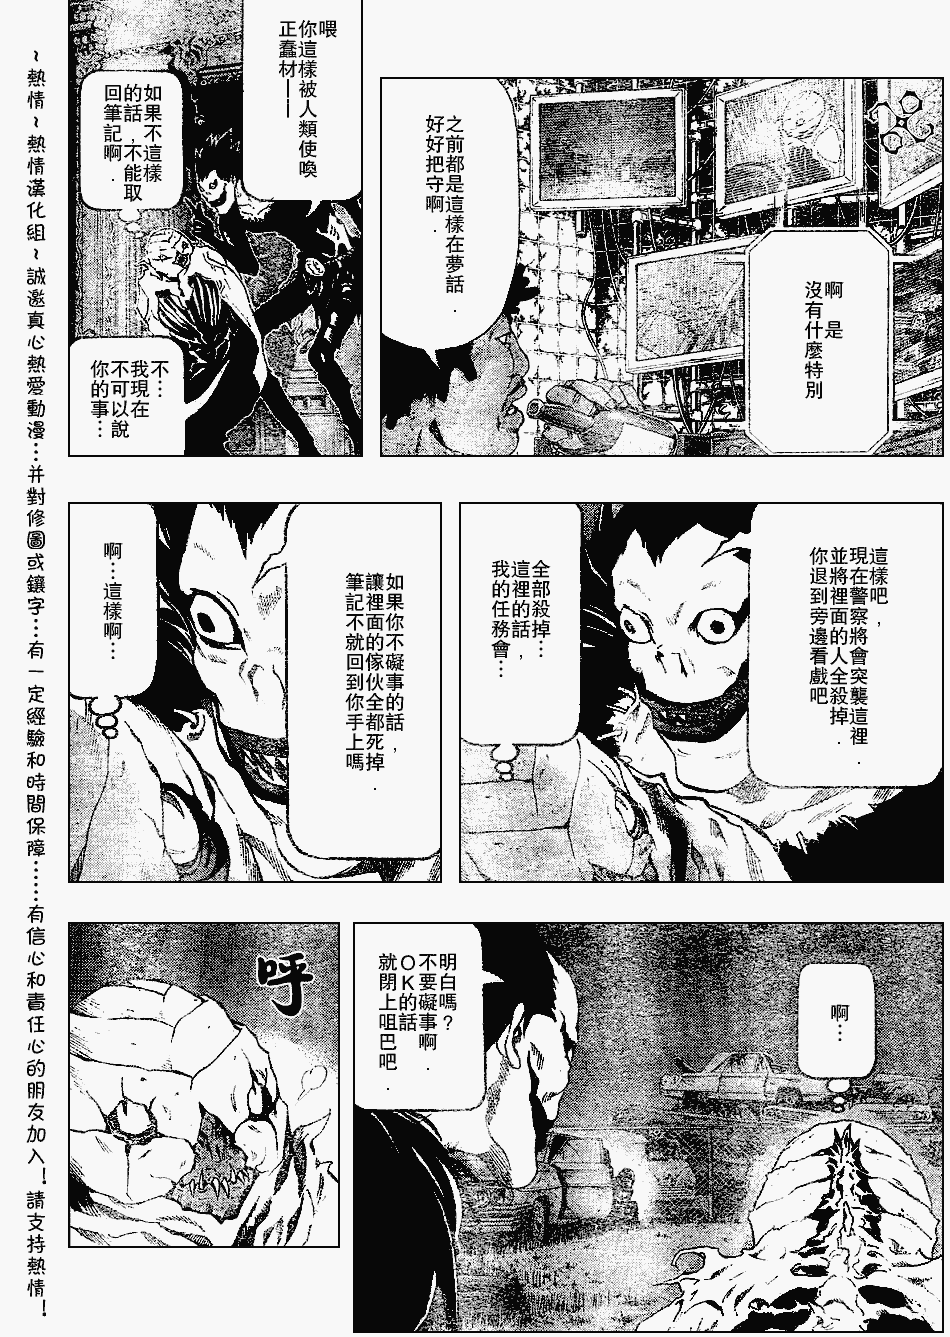 之前都是這樣在夢話
好好把守啊.
啊 是
沒有什麼特別
喂
你這樣被人類使喚
正蠢材——
如果不這樣
的話,不能取
回筆記啊.
不…
我現在
不可以說
你的事…
這樣吧,
現在警察將會突襲這裡
並將裡面的人全殺掉.
你退到旁邊看戲吧
全部殺掉…
這裡的話,
我的任務會…
如果你不礙事的話,
讓裡面的傢伙全都死掉.
筆記不就回到你手上嗎
啊…這樣啊…
啊…
明白嗎?
不要礙事啊.
OK的話
就閉上咀巴吧.
呼
~熱情~熱情漢化組~誠邀真心熱愛動漫…并對修圖或鑲字…有一定經驗和時間保障……有信心和責任心的朋友加入!請支持熱情!